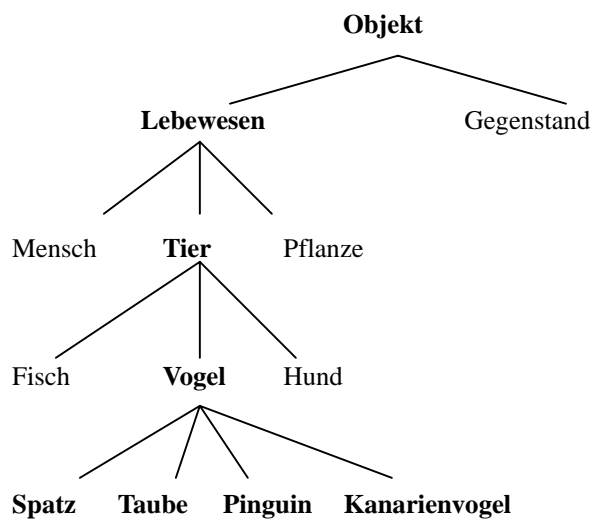 Objekt
Lebewesen Gegenstand
Mensch Tier Pflanze
Fisch Vogel Hund
Spatz Taube Pinguin Kanarienvogel